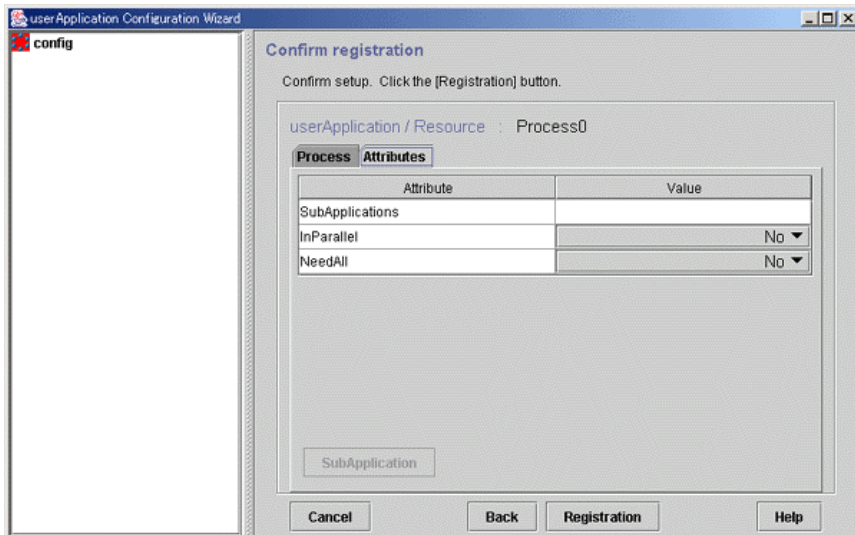 userApplication Configuration Wizard
config
Confirm registration
Confirm setup. Click the [Registration] button.
userApplication / Resource : Process0
Process Attributes
Attribute Value
SubApplications
InParallel No
NeedAll No
SubApplication
Cancel Back Registration Help